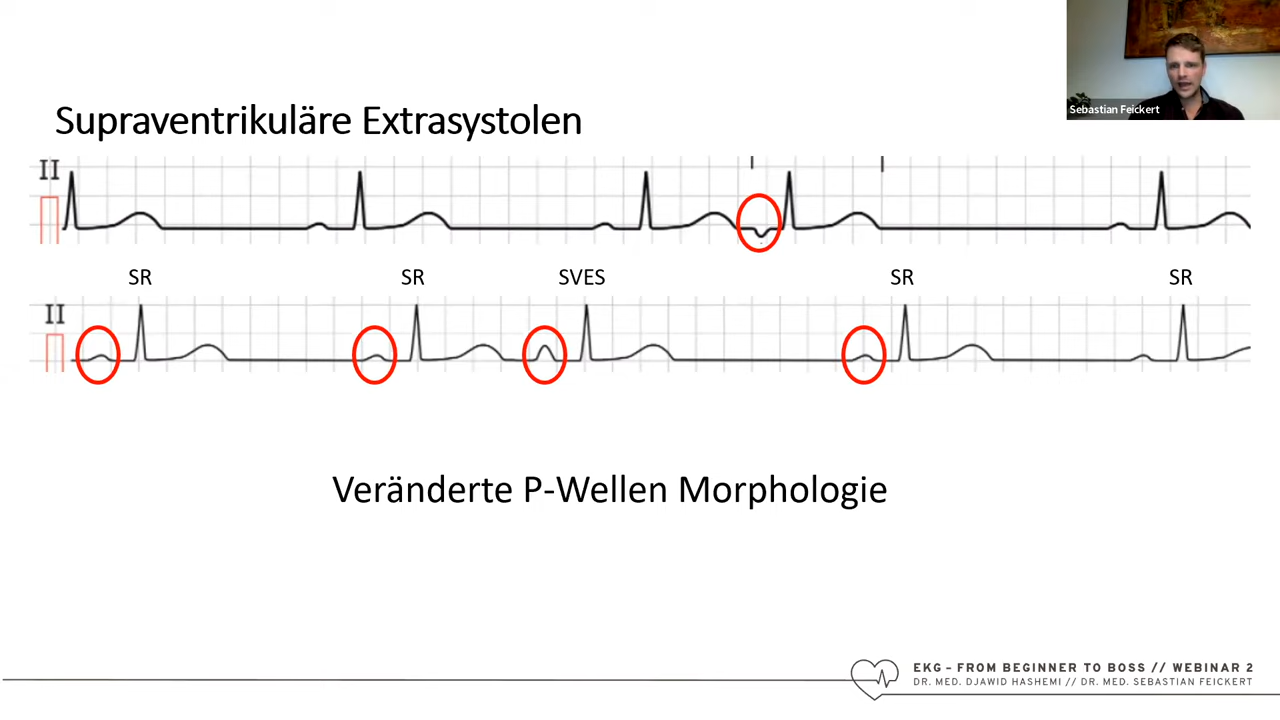 Sebastian Feickert
Supraventrikuläre Extrasystolen
II
SR SR SVES SR SR
II
Veränderte P-Wellen Morphologie
EKG – FROM BEGINNER TO BOSS // WEBINAR 2
DR. MED. DJAWID HASHEMI // DR. MED. SEBASTIAN FEICKERT